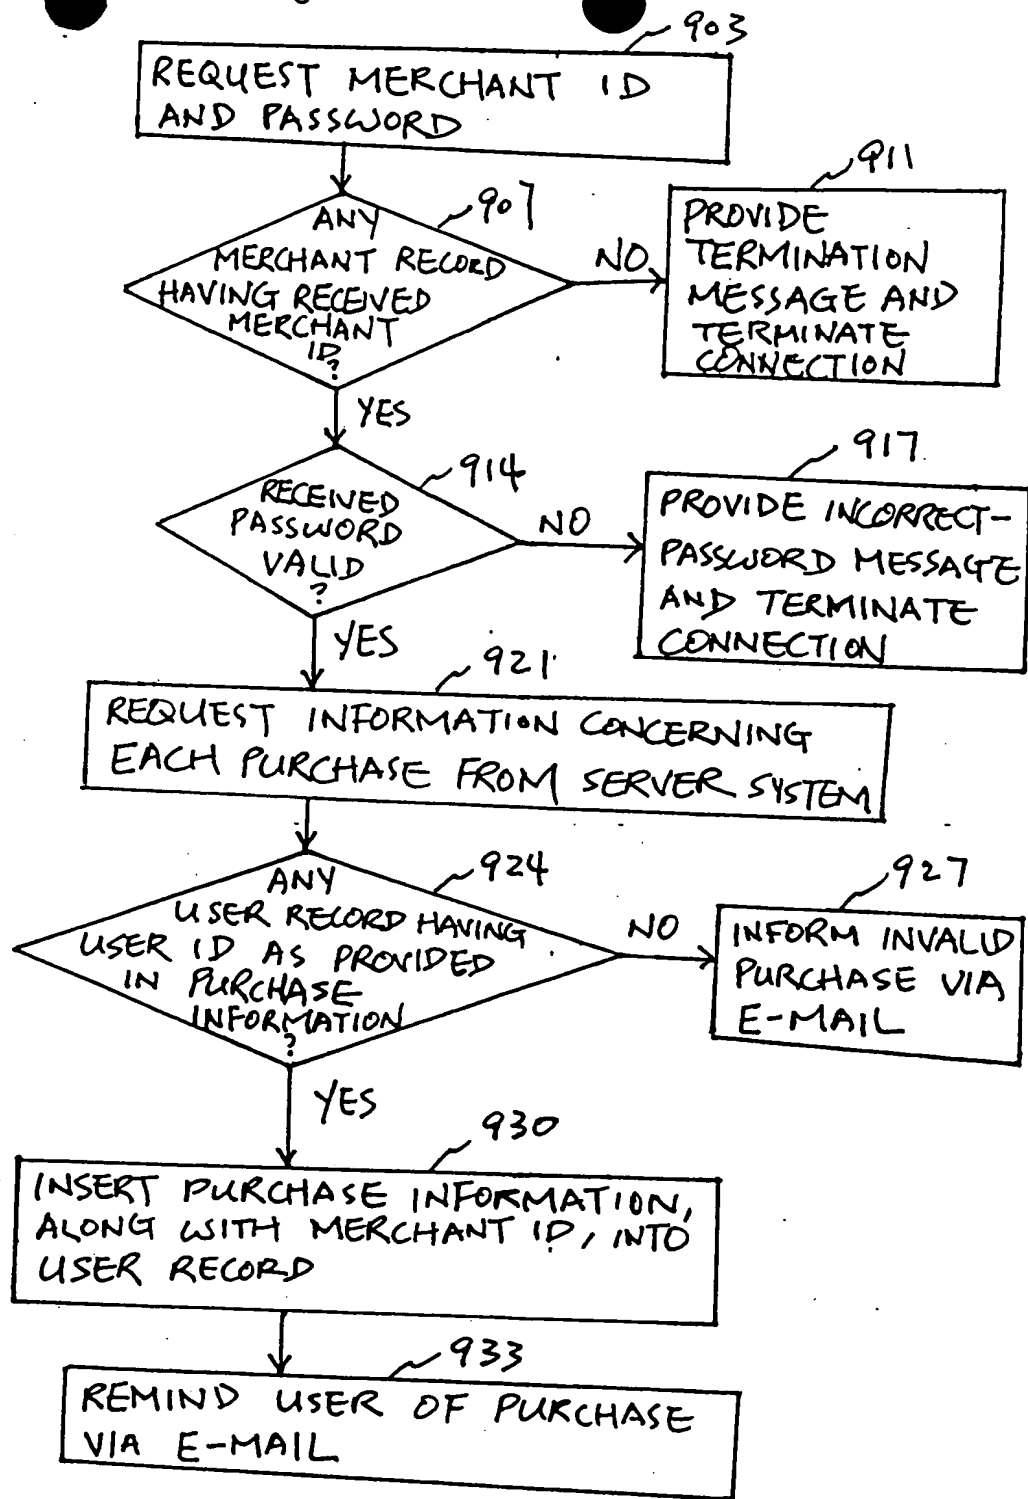 903
REQUEST MERCHANT ID
AND PASSWORD
907
ANY
MERCHANT RECORD
HAVING RECEIVED
MERCHANT
ID
?
NO
911
PROVIDE
TERMINATION
MESSAGE AND
TERMINATE
CONNECTION
YES
914
RECEIVED
PASSWORD
VALID
?
NO
917
PROVIDE INCORRECT-
PASSWORD MESSAGE
AND TERMINATE
CONNECTION
YES
921
REQUEST INFORMATION CONCERNING
EACH PURCHASE FROM SERVER SYSTEM
924
ANY
USER RECORD HAVING
USER ID AS PROVIDED
IN PURCHASE
INFORMATION
?
NO
927
INFORM INVALID
PURCHASE VIA
E-MAIL
YES
930
INSERT PURCHASE INFORMATION,
ALONG WITH MERCHANT ID, INTO
USER RECORD
933
REMIND USER OF PURCHASE
VIA E-MAIL